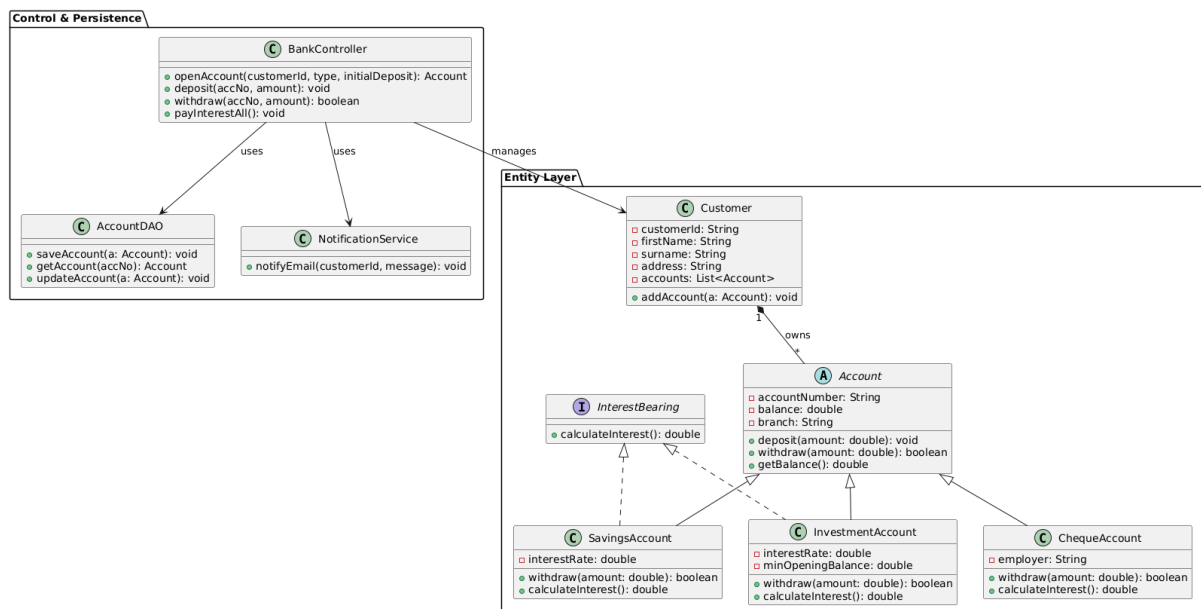 Control & Persistence
C BankController
openAccount(customerId, type, initialDeposit): Account
deposit(accNo, amount): void
withdraw(accNo, amount): boolean
payInterestAll(): void
uses
uses
manages
C AccountDAO
saveAccount(a: Account): void
getAccount(accNo): Account
updateAccount(a: Account): void
C NotificationService
notifyEmail(customerId, message): void
Entity Layer
C Customer
customerId: String
firstName: String
surname: String
address: String
accounts: List<Account>
addAccount(a: Account): void
1
owns
*
I InterestBearing
calculateInterest(): double
A Account
accountNumber: String
balance: double
branch: String
deposit(amount: double): void
withdraw(amount: double): boolean
getBalance(): double
C SavingsAccount
interestRate: double
withdraw(amount: double): boolean
calculateInterest(): double
C InvestmentAccount
interestRate: double
minOpeningBalance: double
withdraw(amount: double): boolean
calculateInterest(): double
C ChequeAccount
employer: String
withdraw(amount: double): boolean
calculateInterest(): double